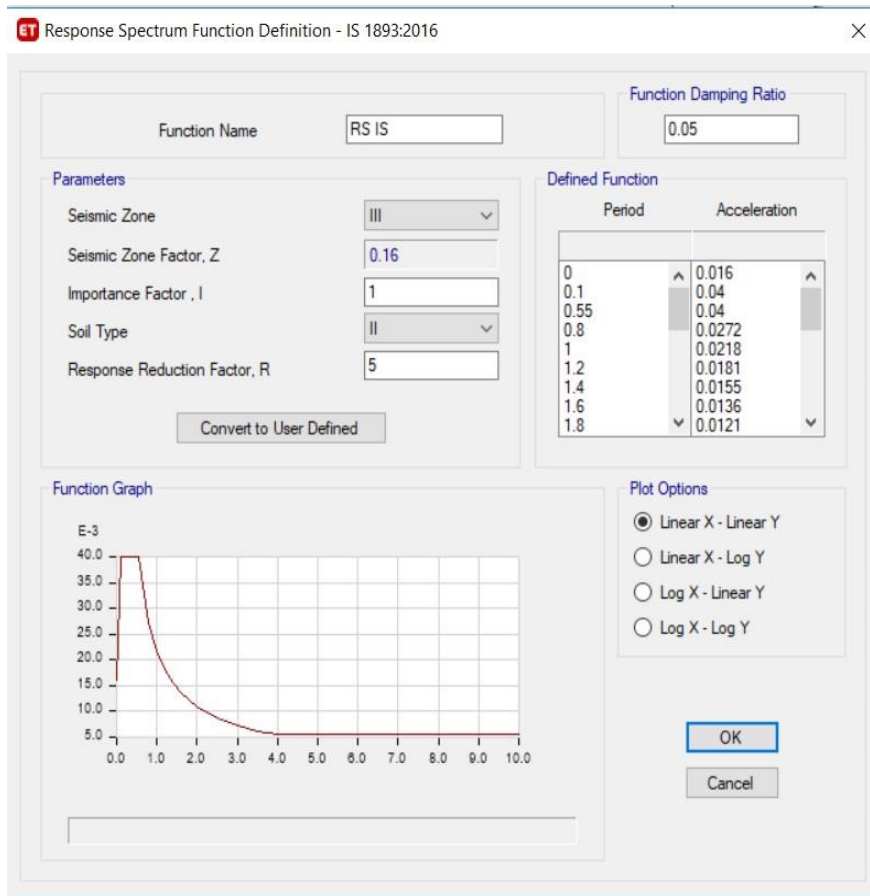 ET Response Spectrum Function Definition - IS 1893:2016
Function Name RS IS
Function Damping Ratio
0.05
Parameters
Seismic Zone III
Seismic Zone Factor, Z 0.16
Importance Factor , I 1
Soil Type II
Response Reduction Factor, R 5
Convert to User Defined
Defined Function
Period Acceleration
0 0.016
0.1 0.04
0.55 0.04
0.8 0.0272
1 0.0218
1.2 0.0181
1.4 0.0155
1.6 0.0136
1.8 0.0121
Function Graph
E-3
40.0
35.0
30.0
25.0
20.0
15.0
10.0
5.0
0.0 1.0 2.0 3.0 4.0 5.0 6.0 7.0 8.0 9.0 10.0
Plot Options
Linear X - Linear Y
Linear X - Log Y
Log X - Linear Y
Log X - Log Y
OK
Cancel